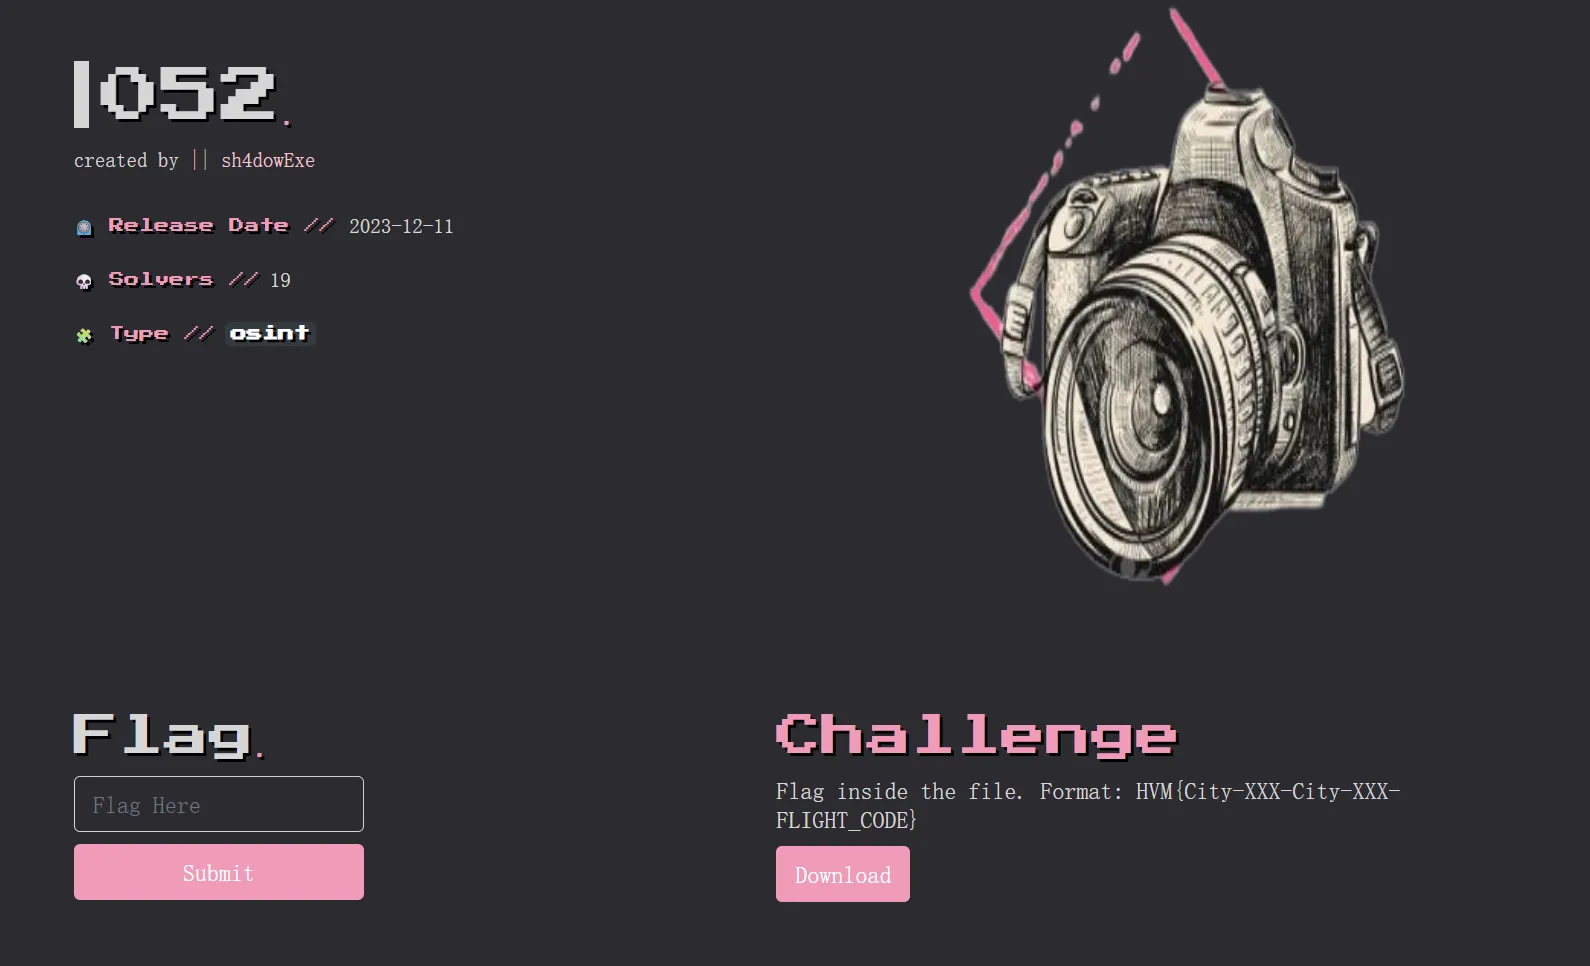 052.
created by || sh4dowExe
Release Date // 2023-12-11
Solvers // 19
Type // osint
Flag.
Flag Here
Submit
Challenge
Flag inside the file. Format: HVM{City-XXX-City-XXX-
FLIGHT_CODE}
Download